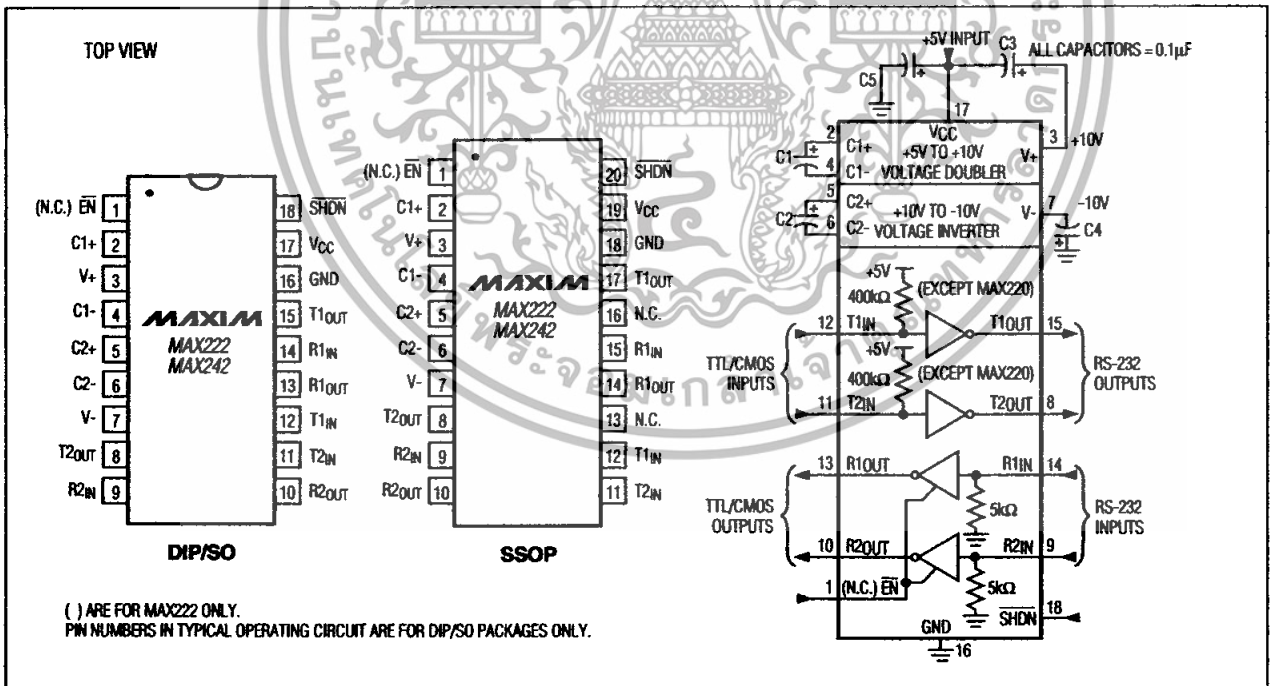 TOP VIEW
(N.C.) EN 1
C1+ 2
V+ 3
C1- 4
C2+ 5
C2- 6
V- 7
T2OUT 8
R2IN 9
18 SHDN
17 VCC
16 GND
15 T1OUT
14 R1IN
13 R1OUT
12 T1IN
11 T2IN
10 R2OUT
MAXIM
MAX222
MAX242
DIP/SO
(N.C.) EN 1
C1+ 2
V+ 3
C1- 4
C2+ 5
C2- 6
V- 7
T2OUT 8
R2IN 9
R2OUT 10
20 SHDN
19 VCC
18 GND
17 T1OUT
16 N.C.
15 R1IN
14 R1OUT
13 N.C.
12 T1IN
11 T2IN
MAXIM
MAX222
MAX242
SSOP
+5V INPUT C3
ALL CAPACITORS = 0.1µF
C5
17
VCC
2 C1+ +5V TO +10V V+ 3 +10V
C1
4 C1- VOLTAGE DOUBLER
5 C2+ +10V TO -10V V- 7 -10V
C2
6 C2- VOLTAGE INVERTER
C4
+5V
400kΩ (EXCEPT MAX220)
12 T1IN T1OUT 15
TTL/CMOS INPUTS
+5V
400kΩ (EXCEPT MAX220)
RS-232 OUTPUTS
11 T2IN T2OUT 8
13 R1OUT R1IN 14
5kΩ
TTL/CMOS OUTPUTS
RS-232 INPUTS
10 R2OUT R2IN 9
5kΩ
1 (N.C.) EN
SHDN 18
GND
16
( ) ARE FOR MAX222 ONLY.
PIN NUMBERS IN TYPICAL OPERATING CIRCUIT ARE FOR DIP/SO PACKAGES ONLY.